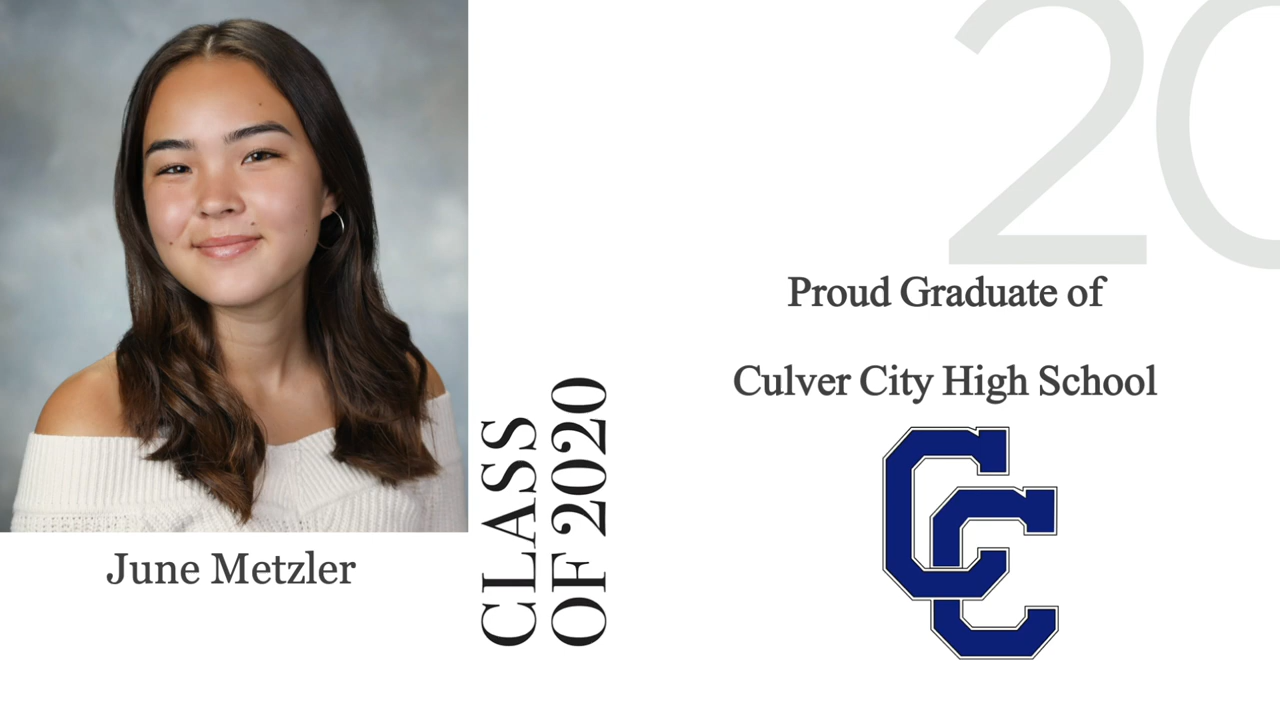 20
Proud Graduate of
Culver City High School
CC
June Metzler
CLASS
OF 2020